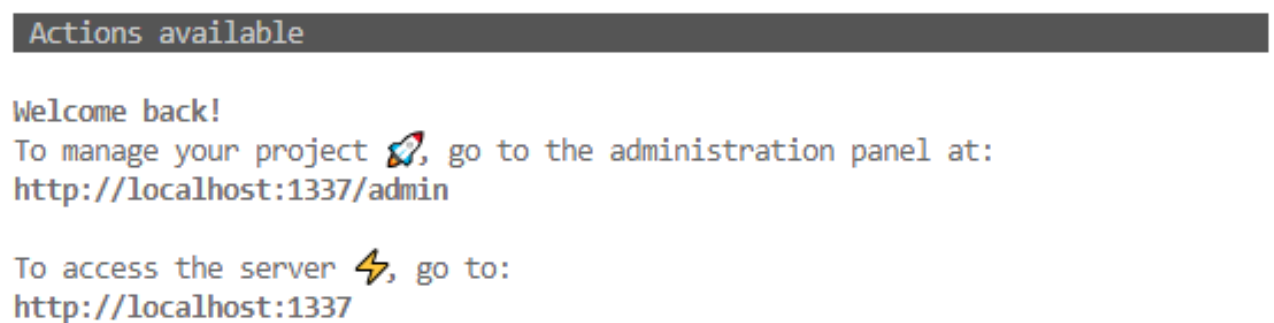 Actions available
Welcome back!
To manage your project 🚀, go to the administration panel at:
http://localhost:1337/admin
To access the server ⚡, go to:
http://localhost:1337